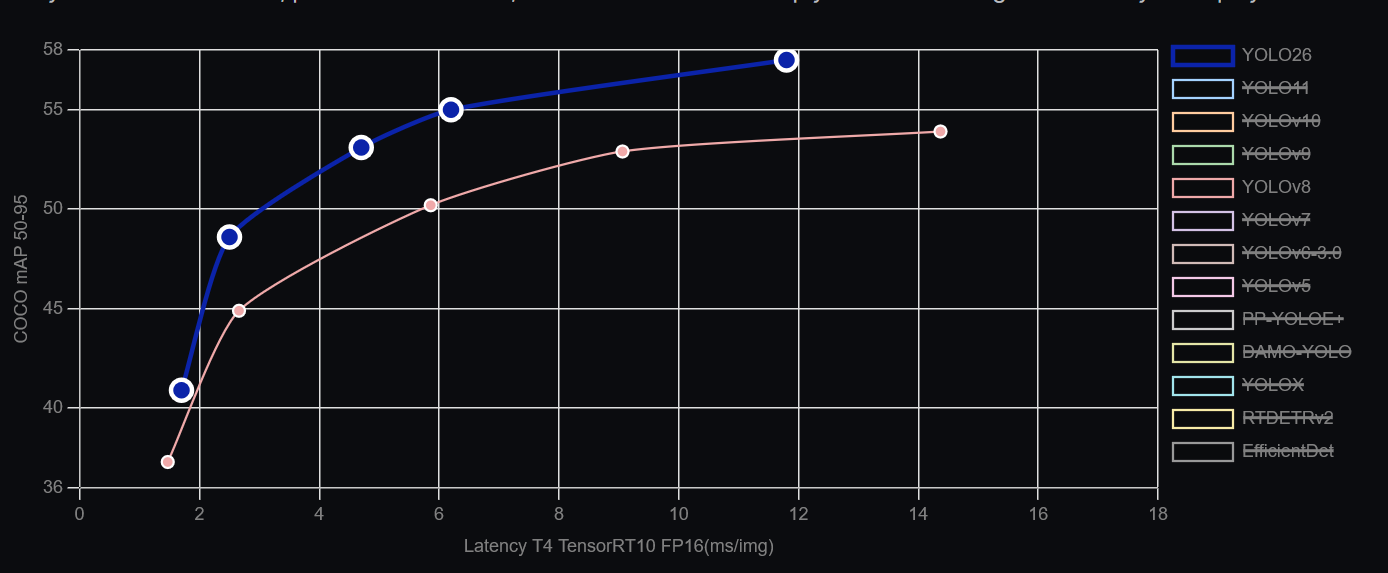 58
55
50
45
40
36
COCO mAP 50-95
0 2 4 6 8 10 12 14 16 18
Latency T4 TensorRT10 FP16(ms/img)
YOLO26
YOLO11
YOLOv10
YOLOv9
YOLOv8
YOLOv7
YOLOv6-3.0
YOLOv5
PP-YOLOE+
DAMO-YOLO
YOLOX
RTDETRv2
EfficientDet